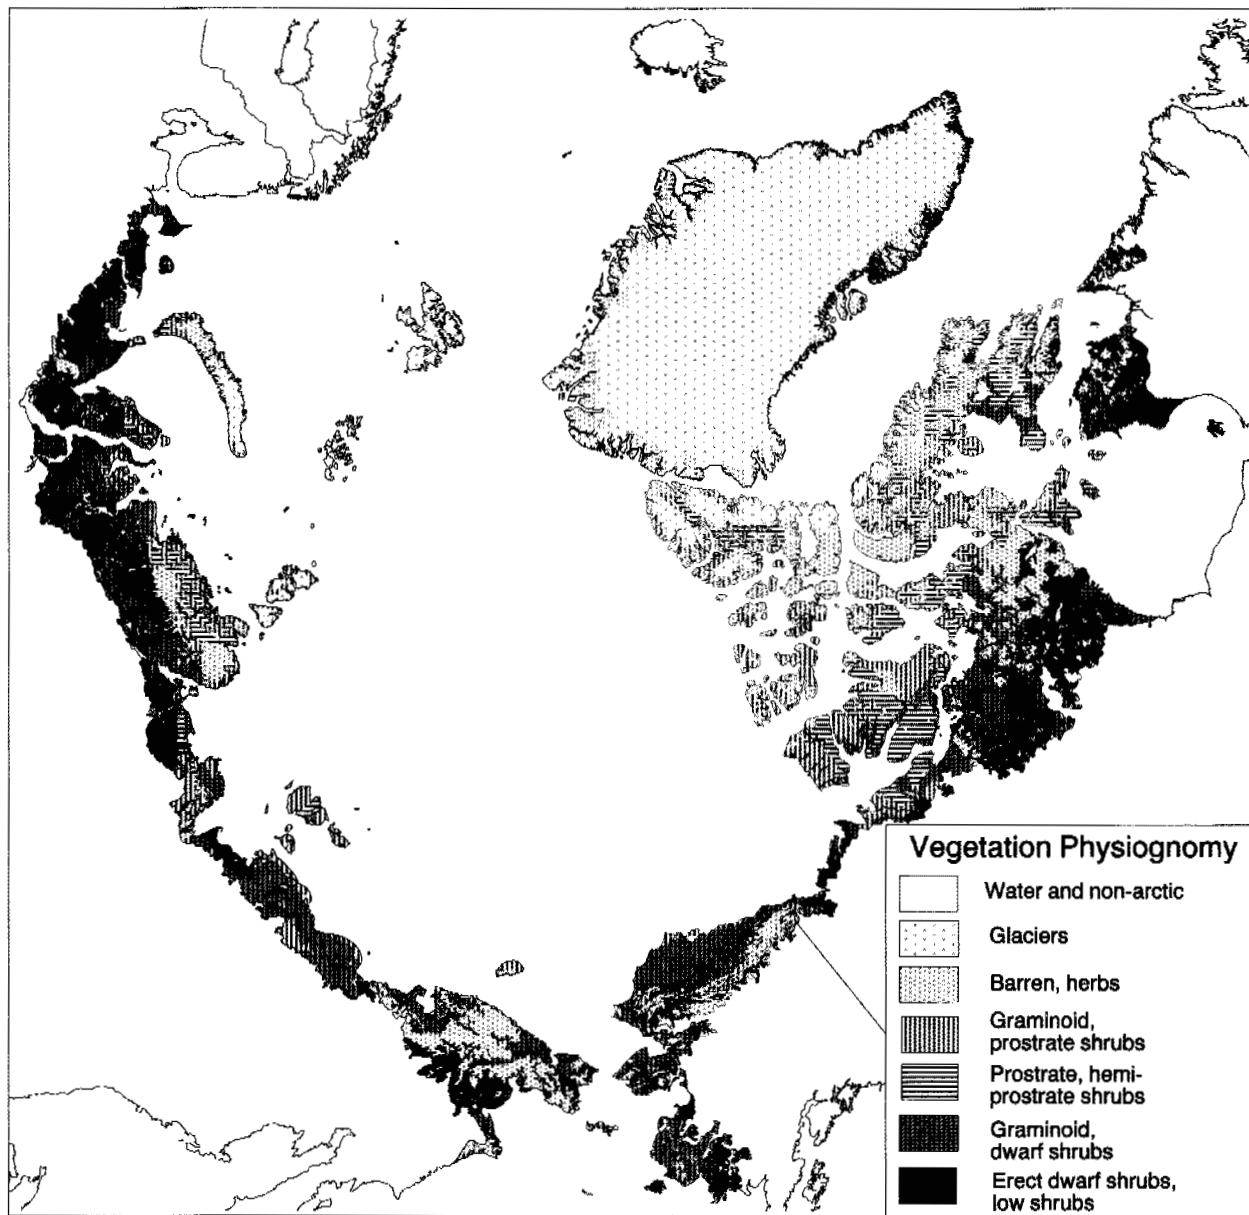 Vegetation Physiognomy
Water and non-arctic
Glaciers
Barren, herbs
Graminoid,
prostrate shrubs
Prostrate, hemi-
prostrate shrubs
Graminoid,
dwarf shrubs
Erect dwarf shrubs,
low shrubs